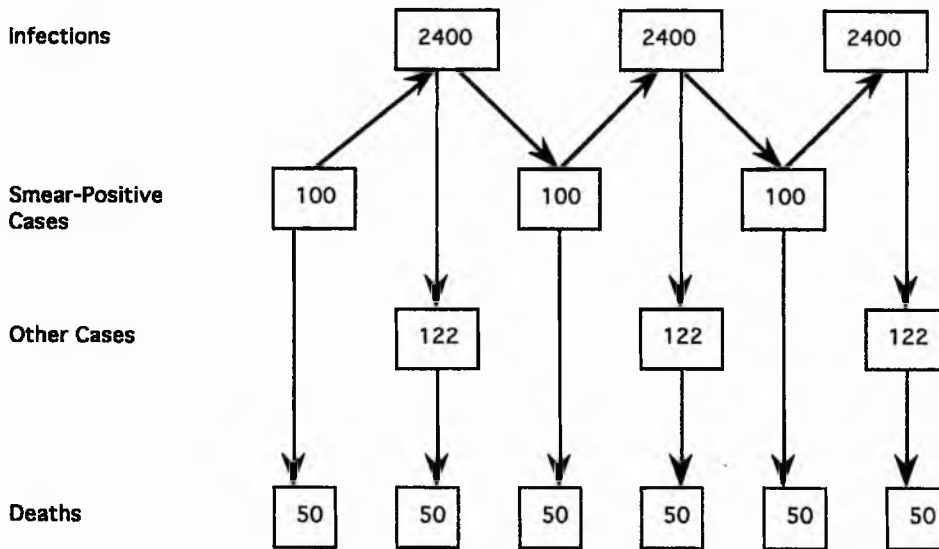 Infections 2400 2400 2400
Smear-Positive
Cases 100 100 100
Other Cases 122 122 122
Deaths 50 50 50 50 50 50